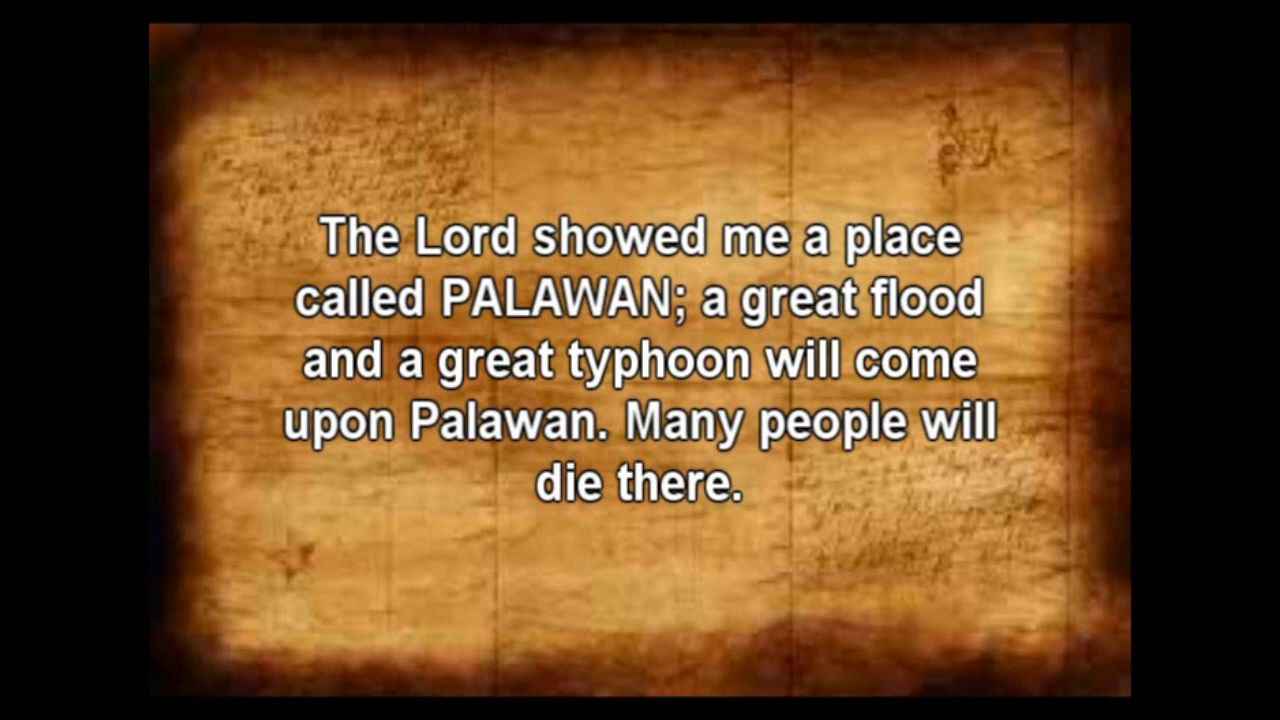 The Lord showed me a place
called PALAWAN; a great flood
and a great typhoon will come
upon Palawan. Many people will
die there.